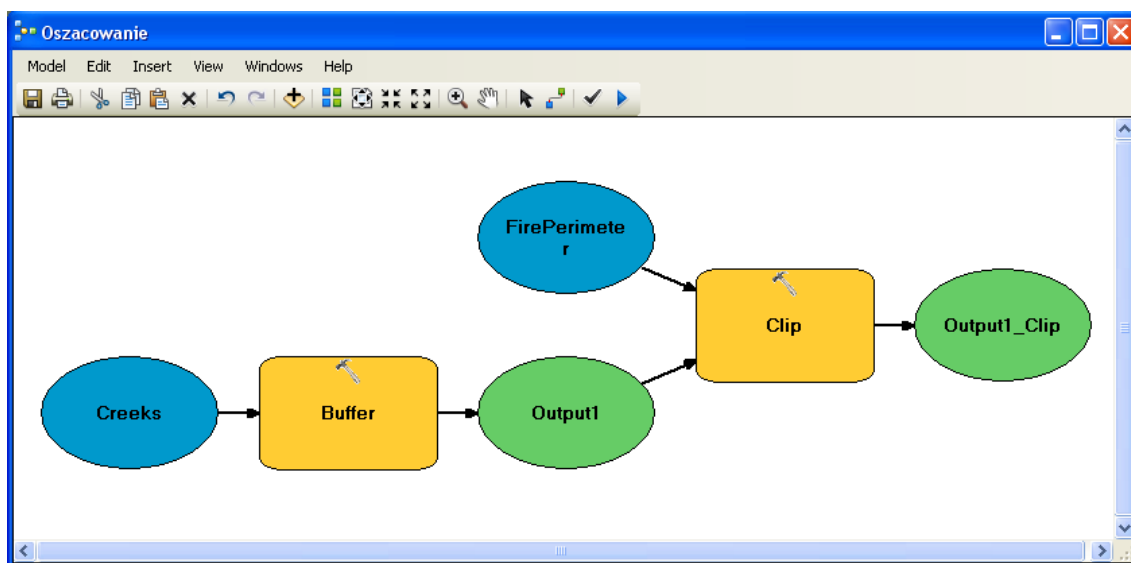 Oszacowanie
Model Edit Insert View Windows Help
FirePerimete
r
Clip
Output1_Clip
Creeks
Buffer
Output1